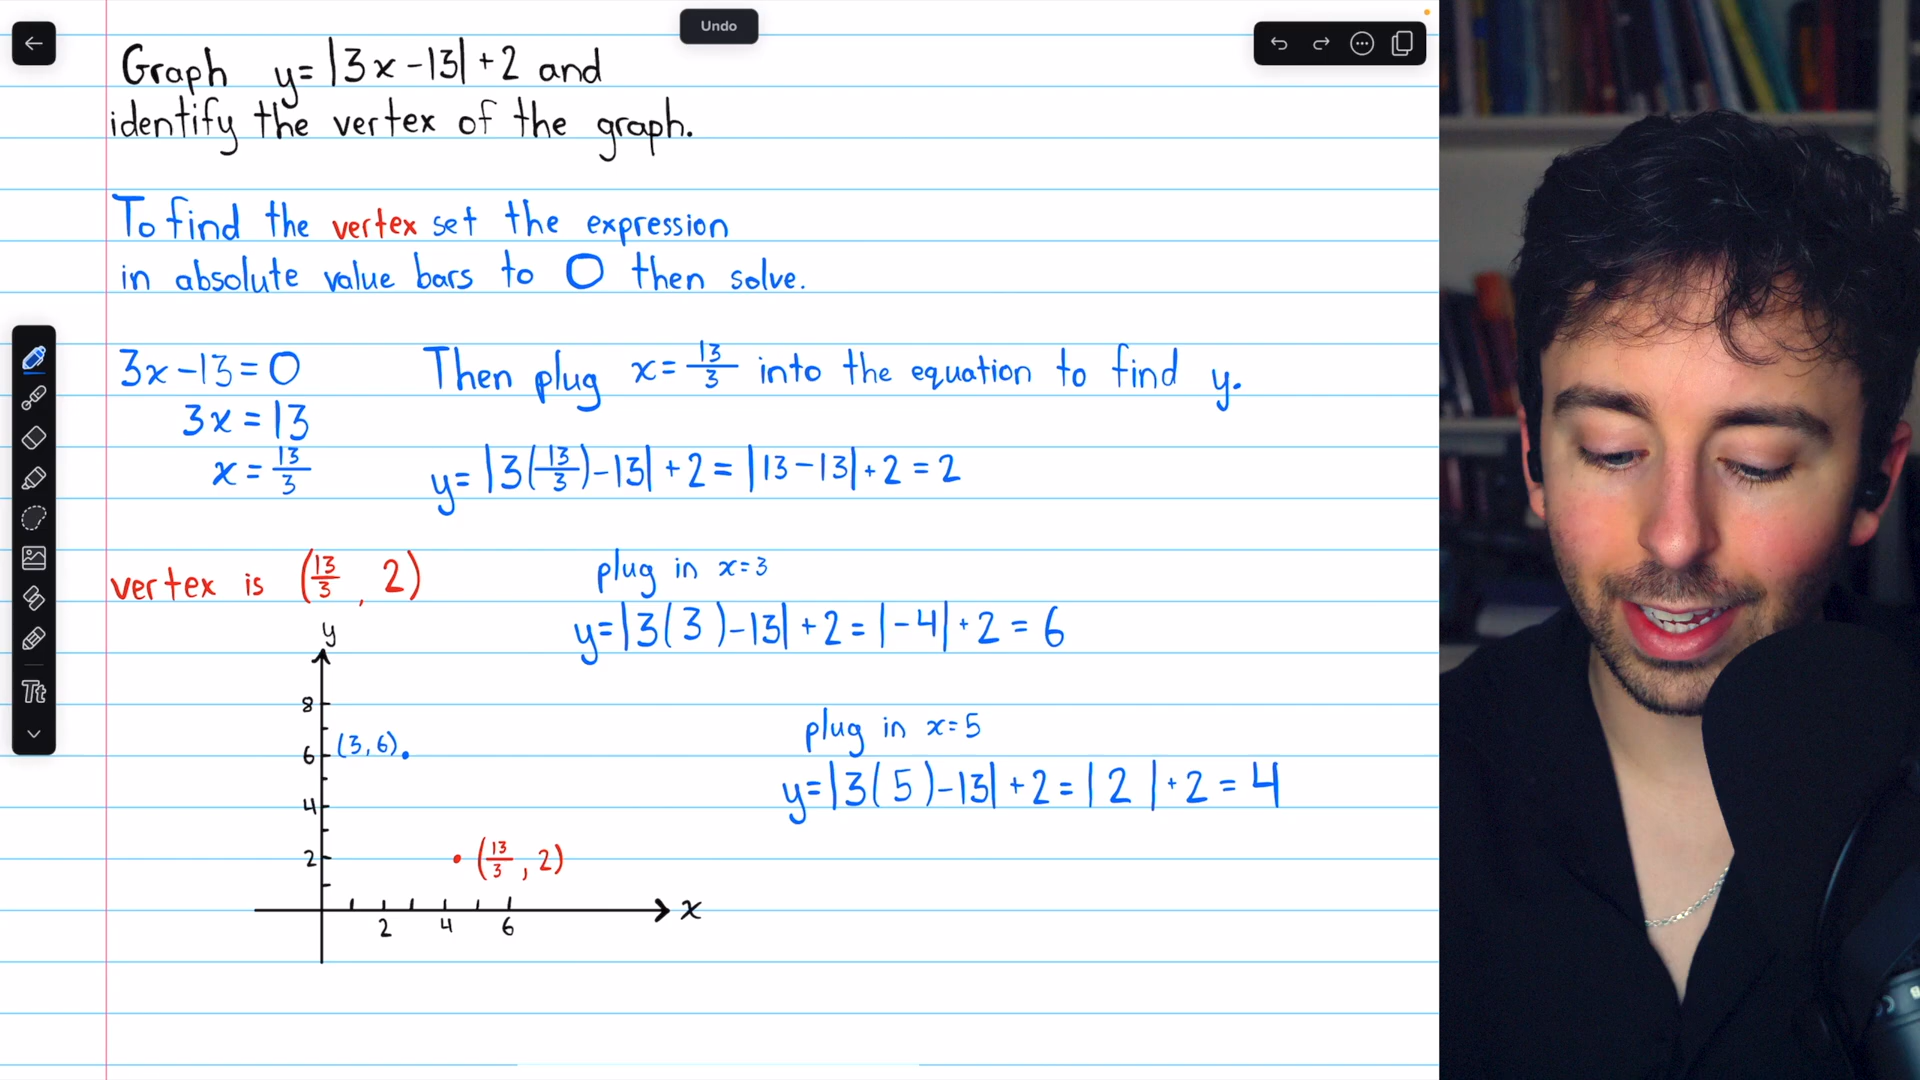 Undo
Graph y=|3x-13|+2 and
identify the vertex of the graph.
To find the vertex set the expression
in absolute value bars to 0 then solve.
3x-13=0
3x=13
x=13/3
Then plug x=13/3 into the equation to find y.
y=|3(13/3)-13|+2=|13-13|+2=2
vertex is (13/3, 2)
plug in x=3
y=|3(3)-13|+2=|-4|+2=6
plug in x=5
y=|3(5)-13|+2=|2|+2=4
y
8
6
(3,6)
4
2
(13/3, 2)
x
2 4 6
Tt